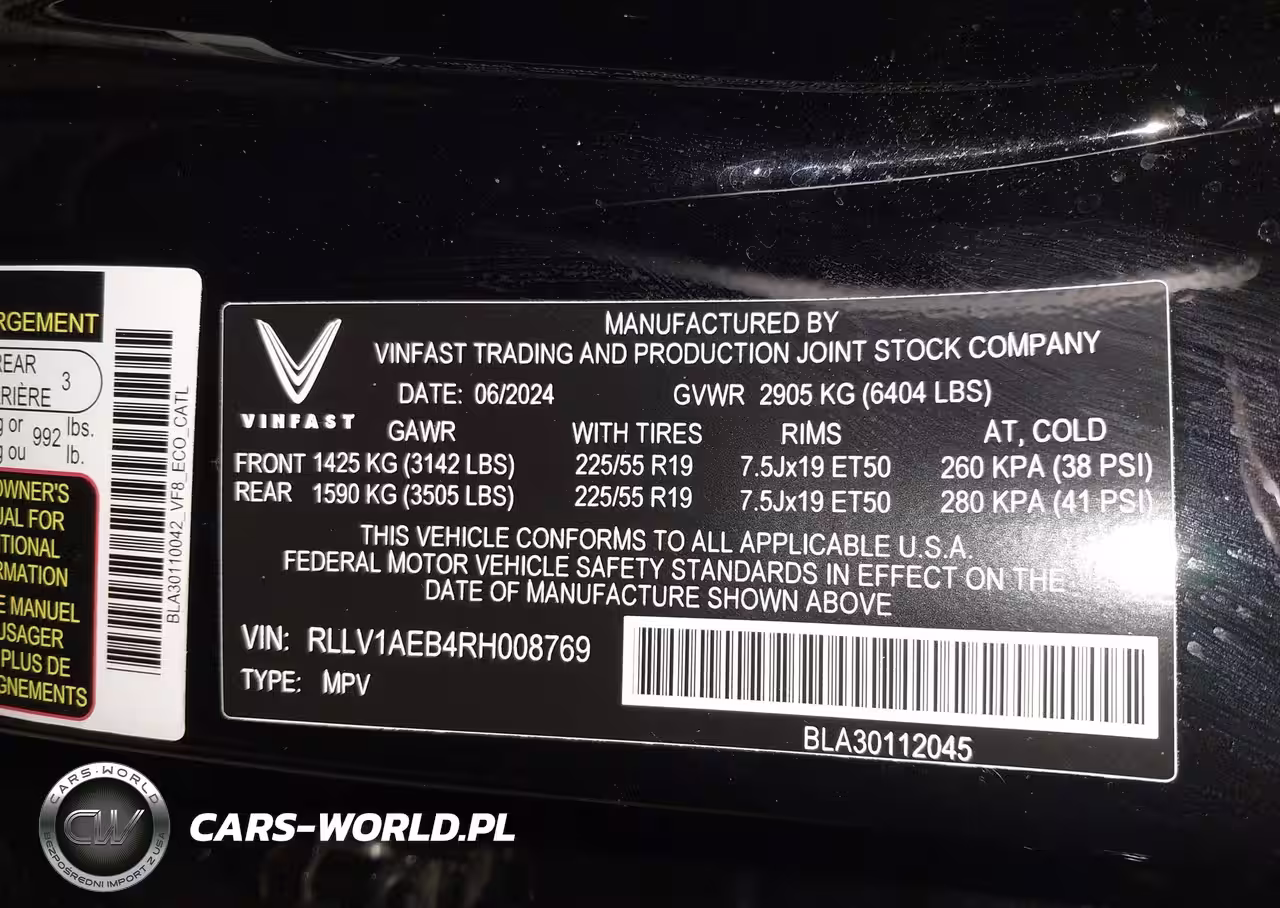 RGEMENT
REAR
RIÈRE
3
g or 992 lbs.
g ou lb.
OWNER'S
UAL FOR
TIONAL
RMATION
E MANUEL
USAGER
PLUS DE
GNEMENTS
BLA30110042_VF8_ECO_CATL
VINFAST
MANUFACTURED BY
VINFAST TRADING AND PRODUCTION JOINT STOCK COMPANY
DATE: 06/2024 GVWR 2905 KG (6404 LBS)
GAWR WITH TIRES RIMS AT, COLD
FRONT 1425 KG (3142 LBS) 225/55 R19 7.5Jx19 ET50 260 KPA (38 PSI)
REAR 1590 KG (3505 LBS) 225/55 R19 7.5Jx19 ET50 280 KPA (41 PSI)
THIS VEHICLE CONFORMS TO ALL APPLICABLE U.S.A.
FEDERAL MOTOR VEHICLE SAFETY STANDARDS IN EFFECT ON THE
DATE OF MANUFACTURE SHOWN ABOVE
VIN: RLLV1AEB4RH008769
TYPE: MPV
BLA30112045
CARS-WORLD
CW
BEZPOŚREDNI IMPORT Z USA
CARS-WORLD.PL